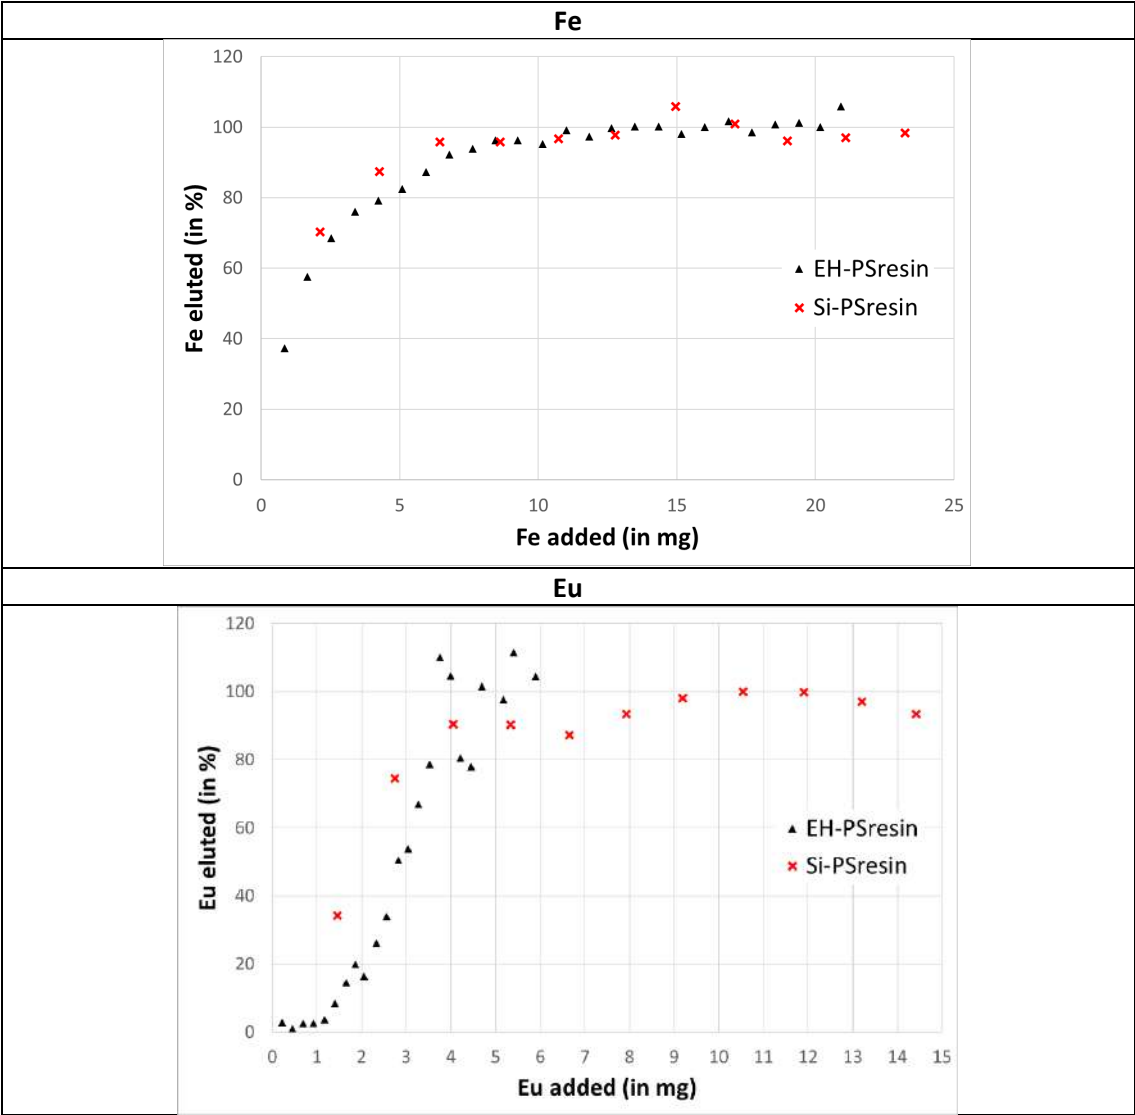 Fe
120
100
80
60
40
20
0
Fe eluted (in %)
EH-PSresin
Si-PSresin
0 5 10 15 20 25
Fe added (in mg)
Eu
120
100
80
60
40
20
0
Eu eluted (in %)
EH-PSresin
Si-PSresin
0 1 2 3 4 5 6 7 8 9 10 11 12 13 14 15
Eu added (in mg)